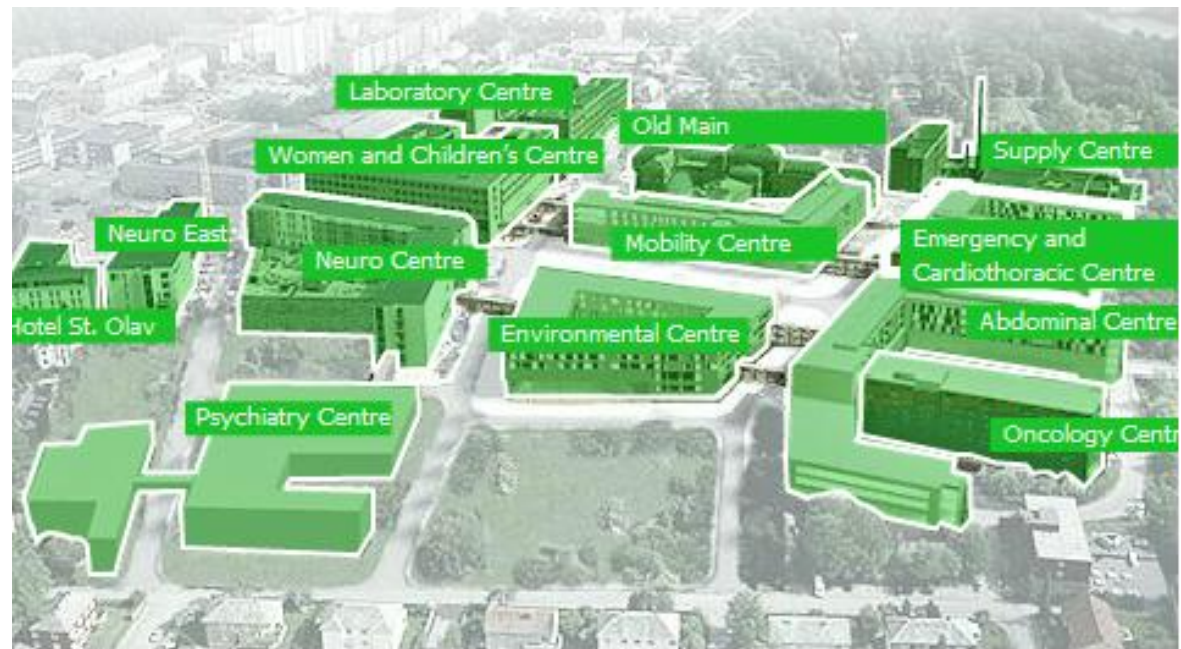 Laboratory Centre
Old Main
Women and Children's Centre
Supply Centre
Neuro East
Neuro Centre
Mobility Centre
Emergency and
Cardiothoracic Centre
Hotel St. Olav
Environmental Centre
Abdominal Centre
Psychiatry Centre
Oncology Centr